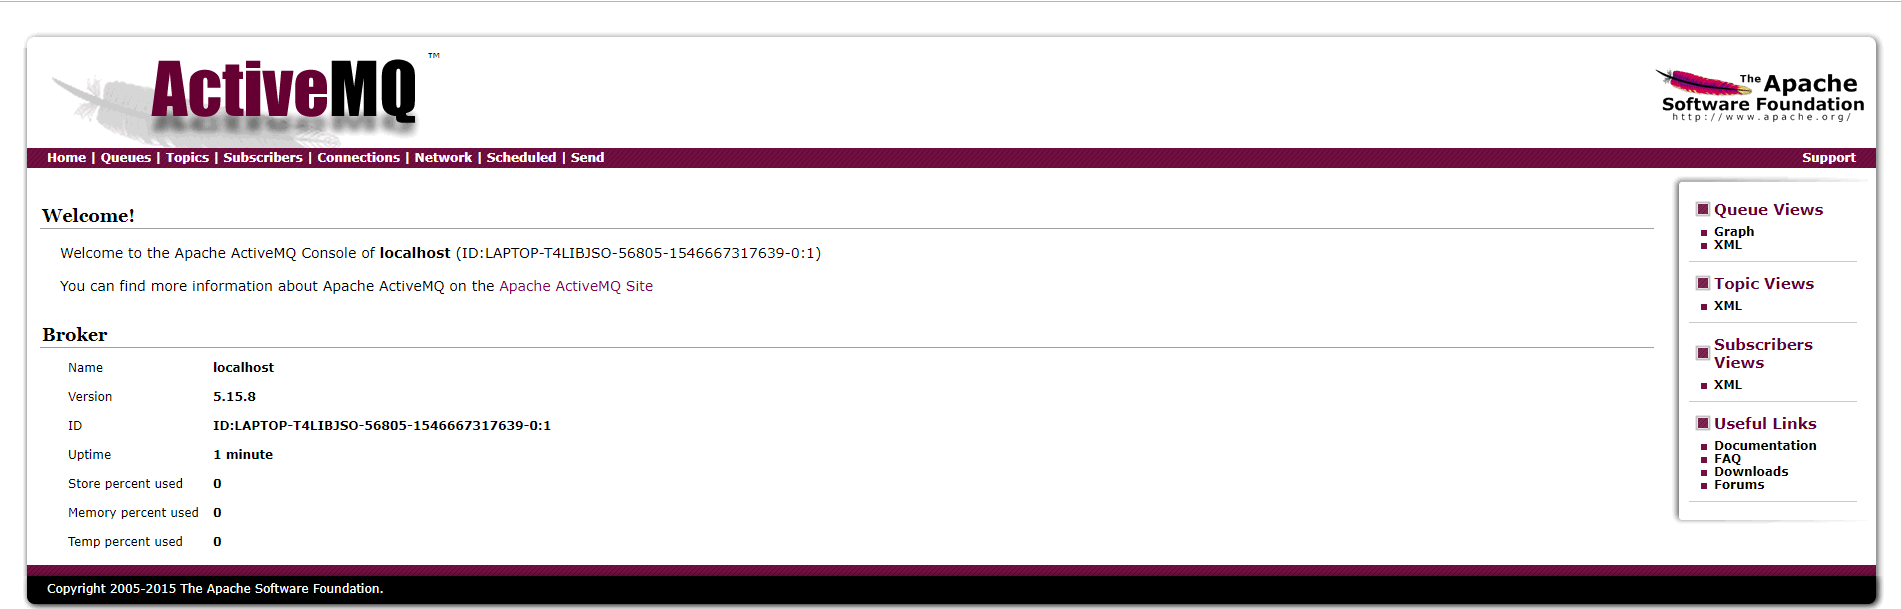 ActiveMQ ™
The Apache
Software Foundation
http://www.apache.org/
Home | Queues | Topics | Subscribers | Connections | Network | Scheduled | Send
Support
Welcome!
Welcome to the Apache ActiveMQ Console of localhost (ID:LAPTOP-T4LIBJSO-56805-1546667317639-0:1)
You can find more information about Apache ActiveMQ on the Apache ActiveMQ Site
Broker
Name localhost
Version 5.15.8
ID ID:LAPTOP-T4LIBJSO-56805-1546667317639-0:1
Uptime 1 minute
Store percent used 0
Memory percent used 0
Temp percent used 0
Queue Views
Graph
XML
Topic Views
XML
Subscribers
Views
XML
Useful Links
Documentation
FAQ
Downloads
Forums
Copyright 2005-2015 The Apache Software Foundation.